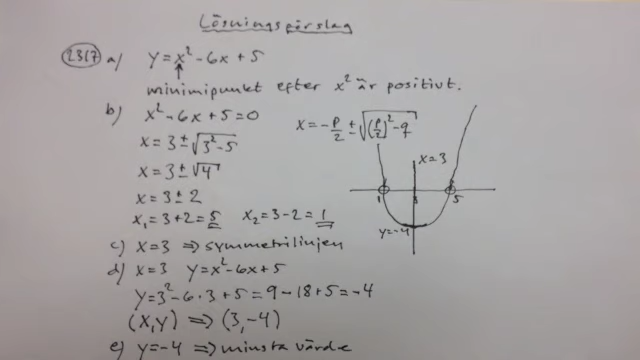 Lösningsförslag
2317 a) y = x² - 6x + 5
minimipunkt efter x² är positivt.
b) x² - 6x + 5 = 0
x = -p/2 ± √((p/2)² - q)
x = 3 ± √(3² - 5)
x = 3 ± √4
x = 3 ± 2
x₁ = 3 + 2 = 5 x₂ = 3 - 2 = 1
x = 3
1 3 5
y = -4
c) x = 3 ⇒ symmetrilinjen
d) x = 3 y = x² - 6x + 5
y = 3² - 6 · 3 + 5 = 9 - 18 + 5 = -4
(x, y) ⇒ (3, -4)
e) y = -4 ⇒ minsta värde